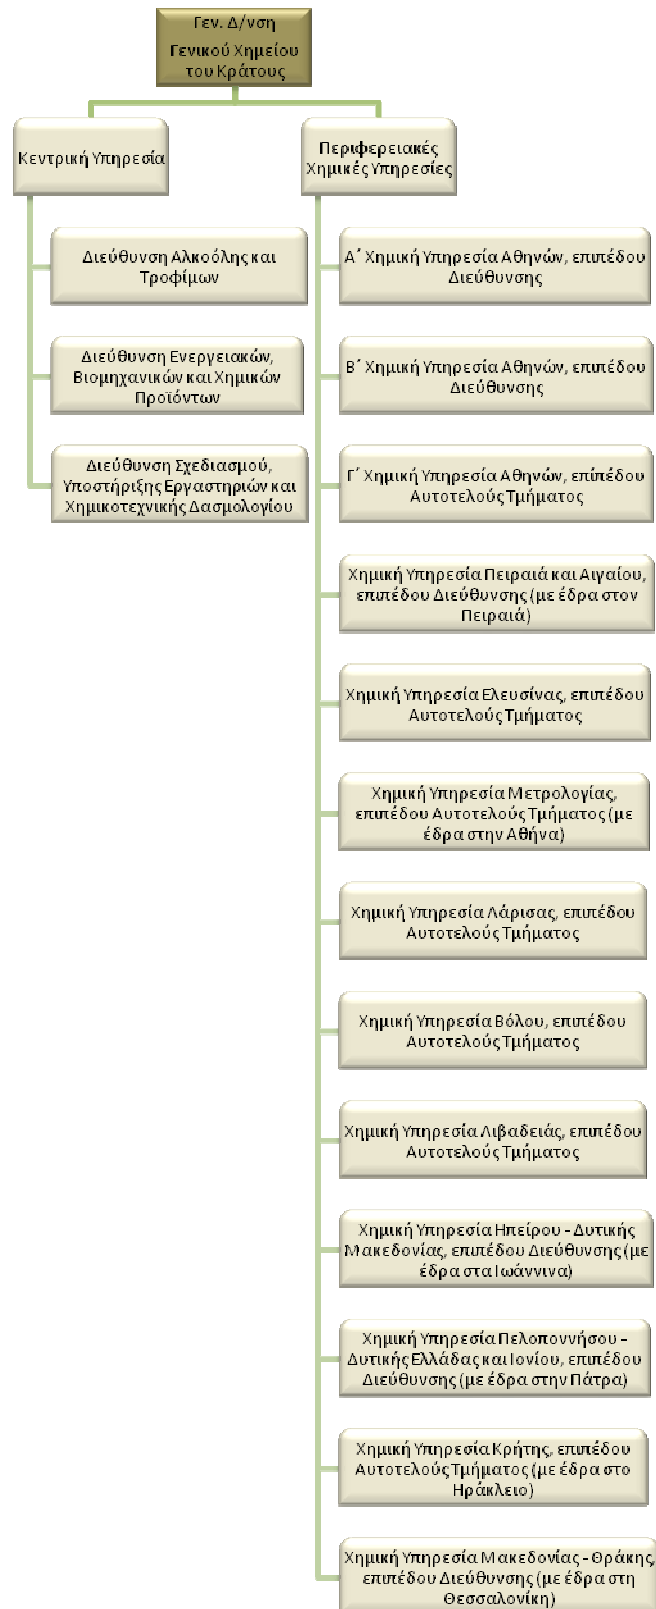 Γεν. Δ/νση
Γενικού Χημείου
του Κράτους
Κεντρική Υπηρεσία
Διεύθυνση Αλκοόλης και
Τροφίμων
Διεύθυνση Ενεργειακών,
Βιομηχανικών και Χημικών
Προϊόντων
Διεύθυνση Σχεδιασμού,
Υποστήριξης Εργαστηριών και
Χημικοτεχνικής Δασμολογίου
Περιφερειακές
Χημικές Υπηρεσίες
Α΄ Χημική Υπηρεσία Αθηνών, επιπέδου
Διεύθυνσης
Β΄ Χημική Υπηρεσία Αθηνών, επιπέδου
Διεύθυνσης
Γ΄ Χημική Υπηρεσία Αθηνών, επίπέδου
Αυτοτελούς Τμήματος
Χημική Υπηρεσία Πειραιά και Αιγαίου,
επιπέδου Διεύθυνσης (με έδρα στον
Πειραιά)
Χημική Υπηρεσία Ελευσίνας, επιπέδου
Αυτοτελούς Τμήματος
Χημική Υπηρεσία Μετρολογίας,
επιπέδου Αυτοτελούς Τμήματος (με
έδρα στην Αθήνα)
Χημική Υπηρεσία Λάρισας, επιπέδου
Αυτοτελούς Τμήματος
Χημική Υπηρεσία Βόλου, επιπέδου
Αυτοτελούς Τμήματος
Χημική Υπηρεσία Λιβαδειάς, επιπέδου
Αυτοτελούς Τμήματος
Χημική Υπηρεσία Ηπείρου - Δυτικής
Μακεδονίας, επιπέδου Διεύθυνσης (με
έδρα στα Ιωάννινα)
Χημική Υπηρεσία Πελοποννήσου –
Δυτικής Ελλάδας και Ιονίου, επιπέδου
Διεύθυνσης (με έδρα στην Πάτρα)
Χημική Υπηρεσία Κρήτης, επιπέδου
Αυτοτελούς Τμήματος (με έδρα στο
Ηράκλειο)
Χημική Υπηρεσία Μακεδονίας - Θράκης,
επιπέδου Διεύθυνσης (με έδρα στη
Θεσσαλονίκη)